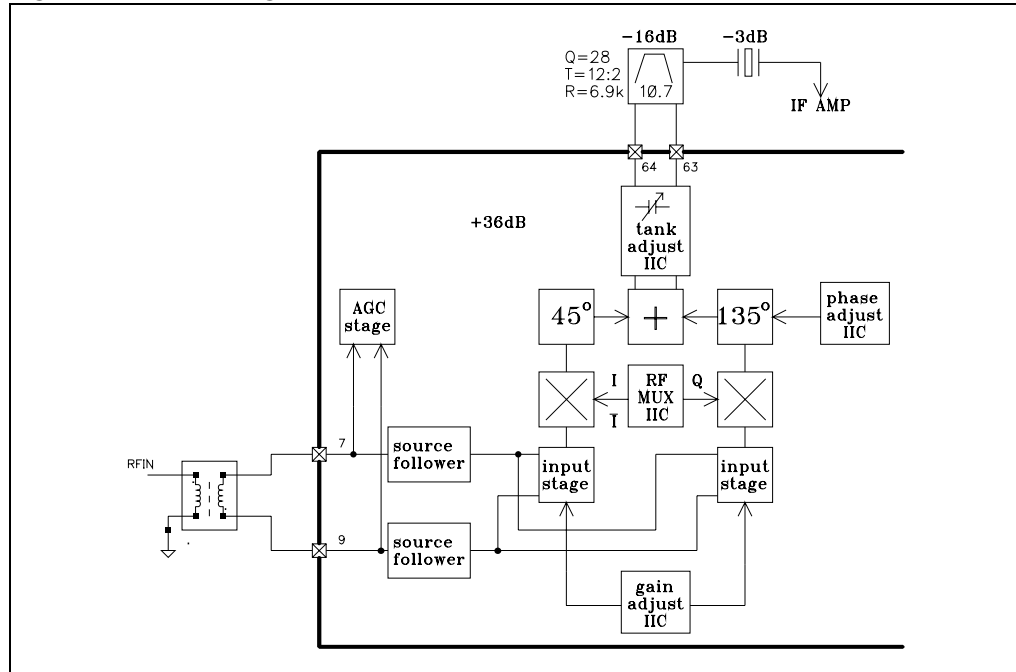 -16dB
-3dB
Q=28
T=12:2
R=6.9k
10.7
IF AMP
64
63
+36dB
tank
adjust
IIC
AGC
stage
45°
+
135°
phase
adjust
IIC
I
RF
MUX
IIC
Q
I̅
7
source
follower
input
stage
input
stage
RFIN
9
source
follower
gain
adjust
IIC